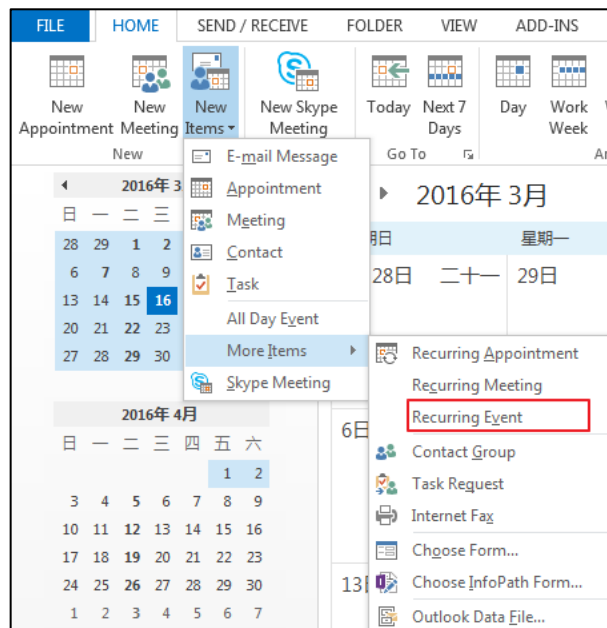 FILE HOME SEND / RECEIVE FOLDER VIEW ADD-INS
New Appointment
New Meeting
New Items
New Skype Meeting
Today
Next 7 Days
Day
Work Week
New
Go To
2016年 3
日 一 二 三
28 29 1 2
6 7 8 9
13 14 15 16
20 21 22 23
27 28 29 30
E-mail Message
Appointment
Meeting
Contact
Task
All Day Event
More Items
Skype Meeting
2016年 3月
星期一
28日 二十一 29日
Recurring Appointment
Recurring Meeting
Recurring Event
Contact Group
Task Request
Internet Fax
Choose Form...
Choose InfoPath Form...
Outlook Data File...
2016年 4月
日 一 二 三 四 五 六
1 2
3 4 5 6 7 8 9
10 11 12 13 14 15 16
17 18 19 20 21 22 23
24 25 26 27 28 29 30
1 2 3 4 5 6 7
6日
13